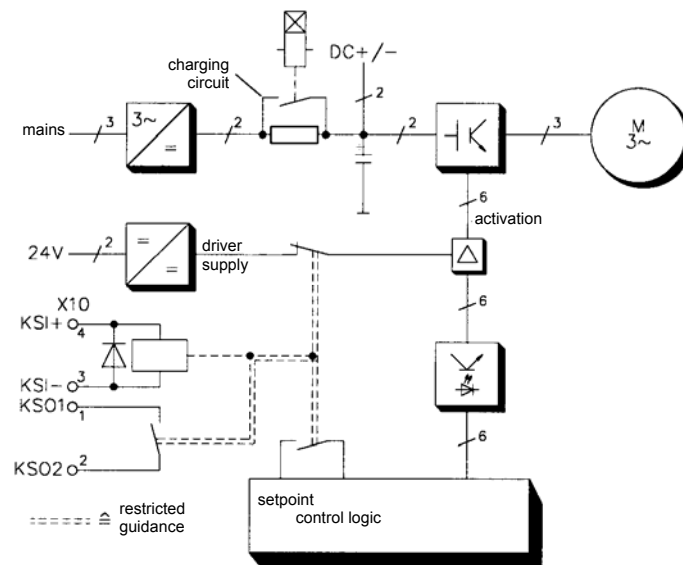 DC+/-
charging
circuit
2
mains
3
3~
=
2
2
3
M
3~
6
activation
24V
2
=
=
driver
supply
6
X10
KSI+
4
KSI-
3
KSO1
1
6
KSO2
2
setpoint
control logic
restricted
guidance